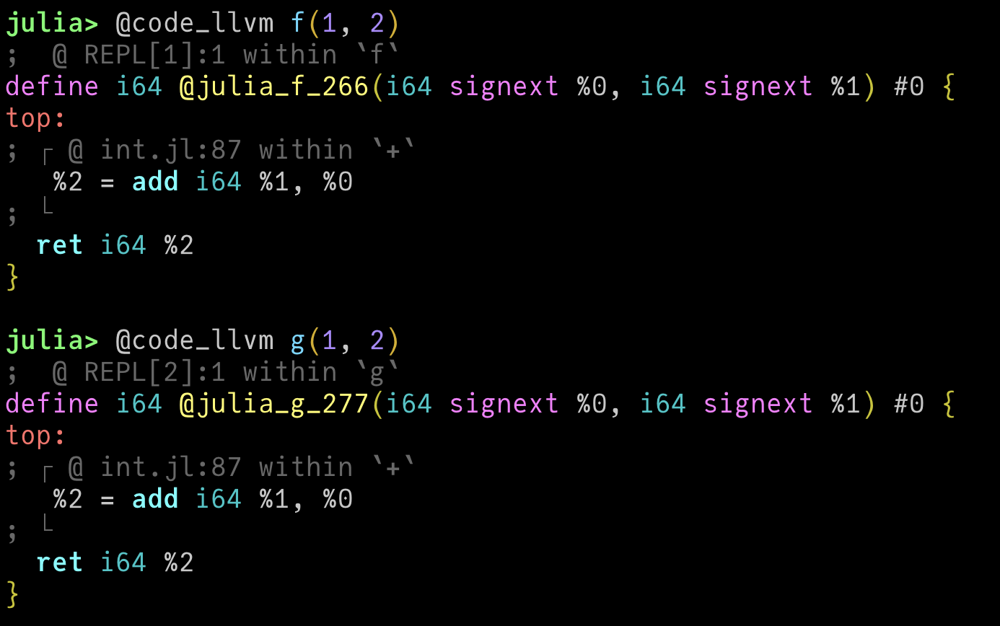 julia> @code_llvm f(1, 2)
;  @ REPL[1]:1 within `f`
define i64 @julia_f_266(i64 signext %0, i64 signext %1) #0 {
top:
; ┌ @ int.jl:87 within `+`
   %2 = add i64 %1, %0
; └
  ret i64 %2
}
julia> @code_llvm g(1, 2)
;  @ REPL[2]:1 within `g`
define i64 @julia_g_277(i64 signext %0, i64 signext %1) #0 {
top:
; ┌ @ int.jl:87 within `+`
   %2 = add i64 %1, %0
; └
  ret i64 %2
}